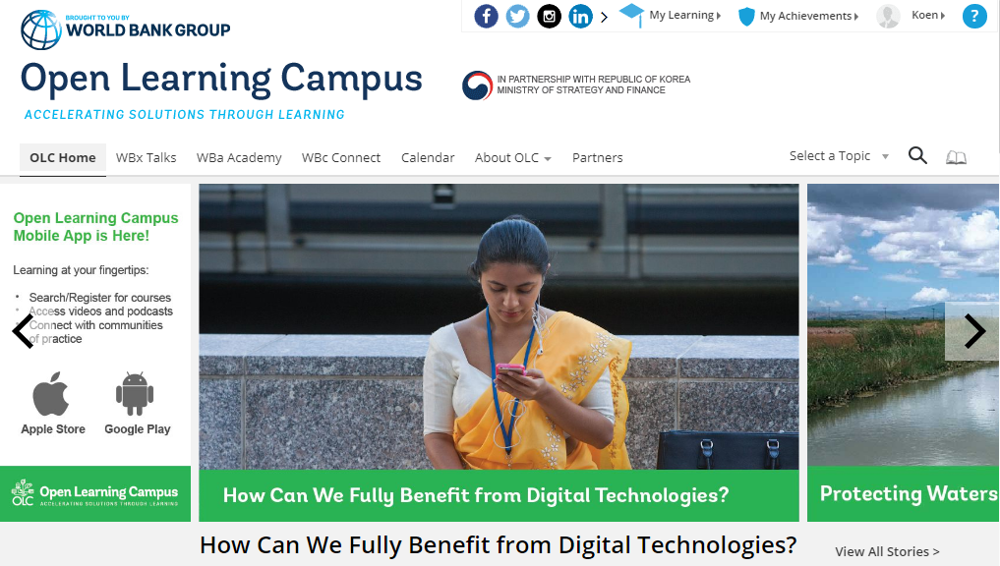 BROUGHT TO YOU BY
WORLD BANK GROUP
My Learning
My Achievements
Koen
?
Open Learning Campus
ACCELERATING SOLUTIONS THROUGH LEARNING
IN PARTNERSHIP WITH REPUBLIC OF KOREA
MINISTRY OF STRATEGY AND FINANCE
OLC Home WBx Talks WBa Academy WBc Connect Calendar About OLC Partners Select a Topic
Open Learning Campus
Mobile App is Here!
Learning at your fingertips:
• Search/Register for courses
• Access videos and podcasts
• Connect with communities
of practice
Apple Store Google Play
OLC
Open Learning Campus
ACCELERATING SOLUTIONS THROUGH LEARNING
How Can We Fully Benefit from Digital Technologies?
Protecting Waters
How Can We Fully Benefit from Digital Technologies?
View All Stories >